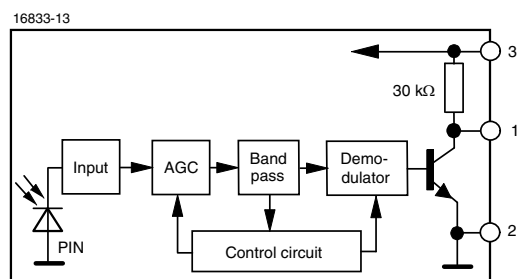 16833-13
3
30 kΩ
1
Input
AGC
Band
pass
Demo-
dulator
2
PIN
Control circuit